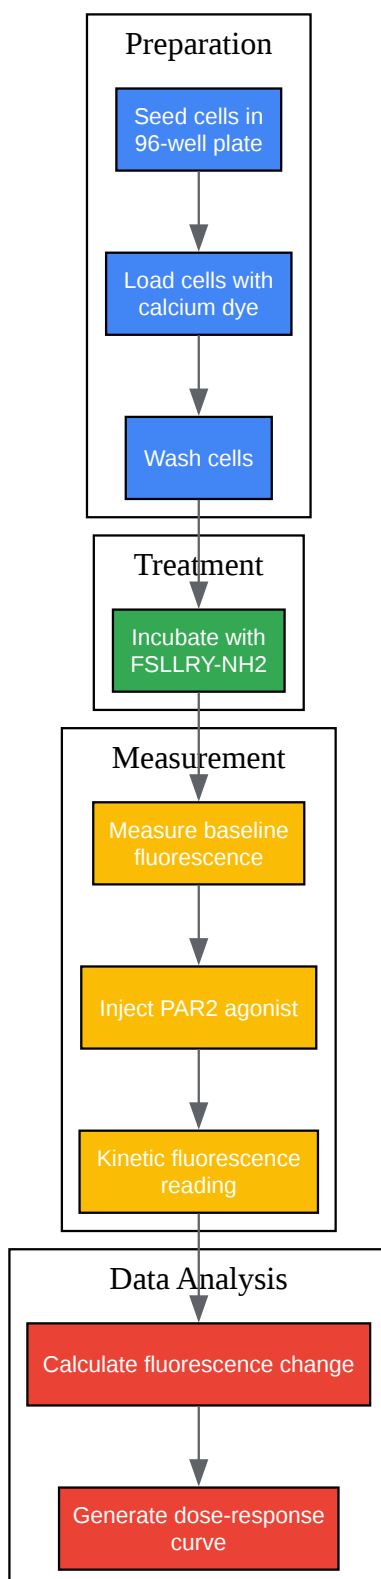 Preparation
Seed cells in
96-well plate
Load cells with
calcium dye
Wash cells
Treatment
Incubate with
FSLLRY-NH2
Measurement
Measure baseline
fluorescence
Inject PAR2 agonist
Kinetic fluorescence
reading
Data Analysis
Calculate fluorescence change
Generate dose-response
curve